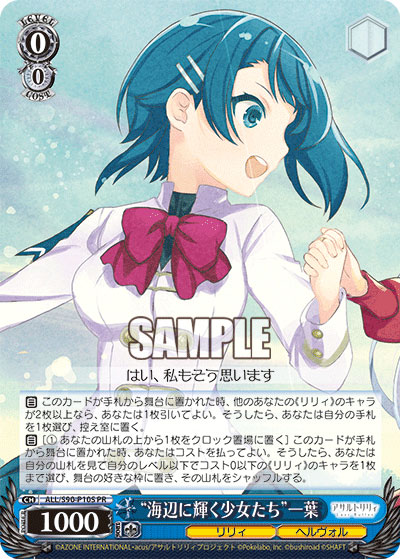 LEVEL
0
0
COST
SAMPLE
はい、私もそう思います
自 このカードが手札から舞台に置かれた時、他のあなたの《リリィ》のキャラ
が2枚以上なら、あなたは1枚引いてよい。そうしたら、あなたは自分の手札
を1枚選び、控え室に置く。
自 [① あなたの山札の上から1枚をクロック置場に置く] このカードが手札か
ら舞台に置かれた時、あなたはコストを払ってよい。そうしたら、あなたは
自分の山札を見て自分のレベル以下でコスト0以下の《リリィ》のキャラを1
枚まで選び、舞台の好きな枠に置き、その山札をシャッフルする。
CH ALL/S90-P10S PR
1000
“海辺に輝く少女たち”一葉
アサルトリリィ
リリィ
ヘルヴォル
©AZONE INTERNATIONAL・acus/アサルトリリィプロジェクト ©Pokelabo, Inc. ©bushiroad ©SHAFT